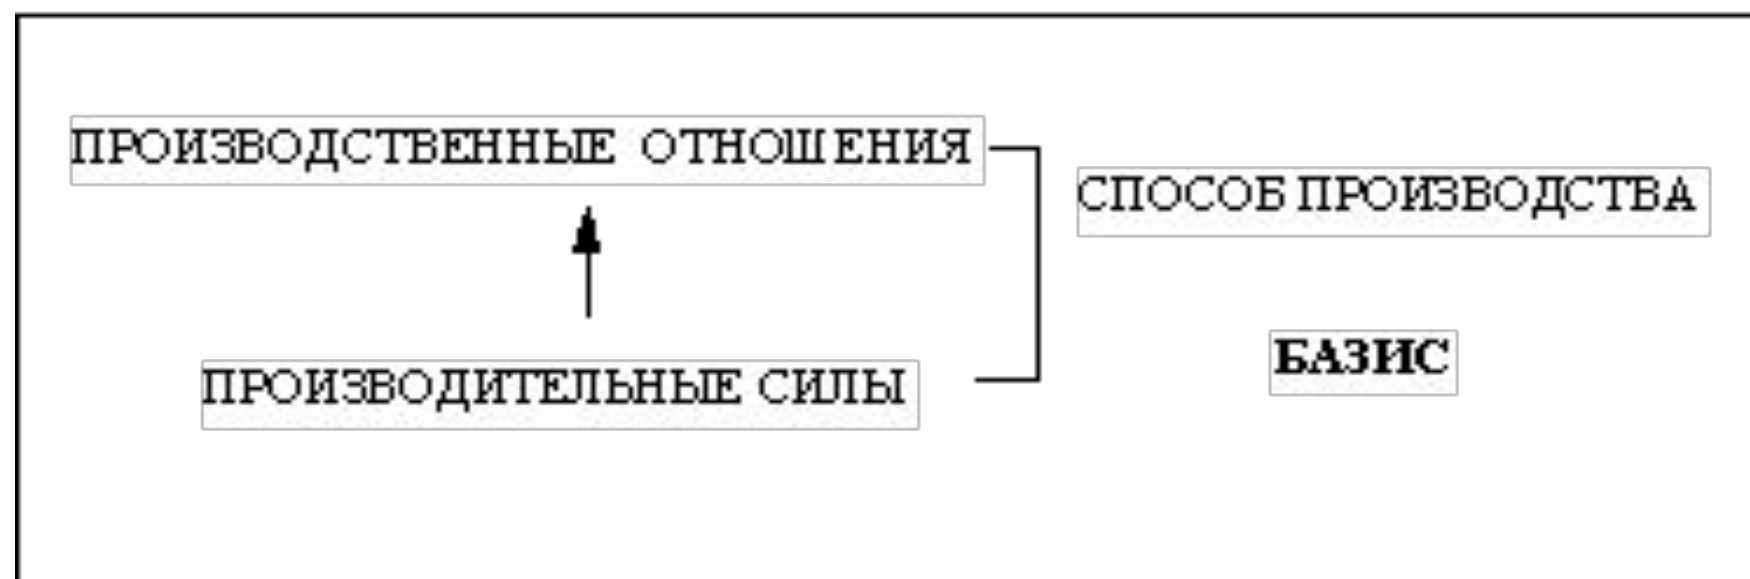 ПРОИЗВОДСТВЕННЫЕ ОТНОШЕНИЯ
СПОСОБ ПРОИЗВОДСТВА
БАЗИС
ПРОИЗВОДИТЕЛЬНЫЕ СИЛЫ